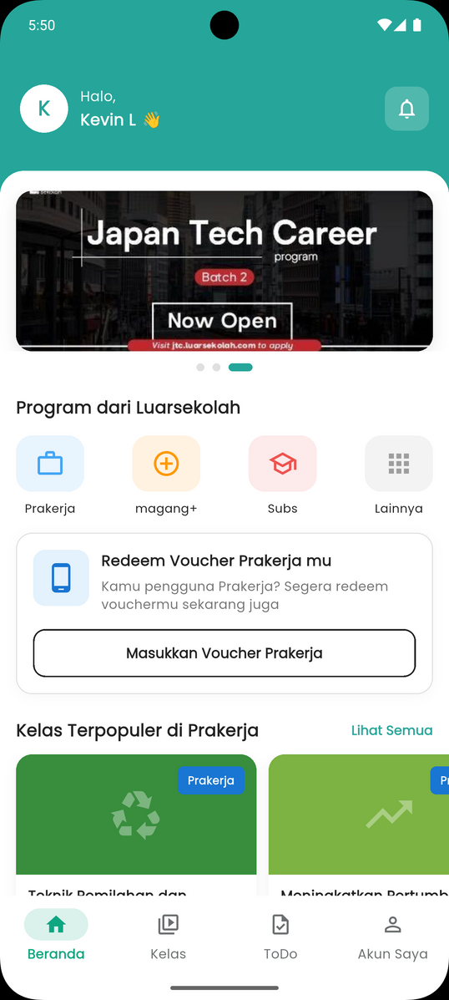 5:50
K
Halo,
Kevin L 👋
sekolah
Japan Tech Career
program
Batch 2
Now Open
Visit jtc.luarsekolah.com to apply
Program dari Luarsekolah
Prakerja
magang+
Subs
Lainnya
Redeem Voucher Prakerja mu
Kamu pengguna Prakerja? Segera redeem
vouchermu sekarang juga
Masukkan Voucher Prakerja
Kelas Terpopuler di Prakerja
Lihat Semua
Prakerja
Pr
Teknik Pemilahan dan
Meningkatkan Pertumb
Beranda
Kelas
ToDo
Akun Saya